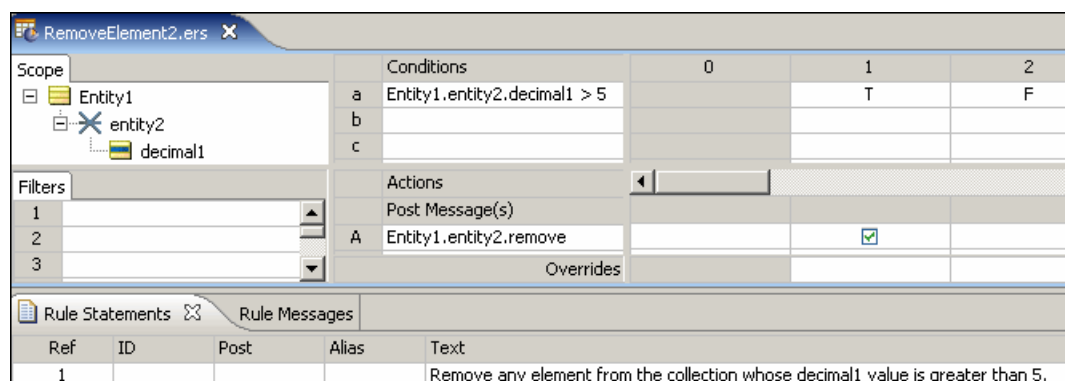 RemoveElement2.ers
Scope
Conditions 0 1 2
Entity1
a Entity1.entity2.decimal1 > 5 T F
entity2
b
decimal1
c
Filters
Actions
1
Post Message(s)
2
A Entity1.entity2.remove
3
Overrides
Rule Statements Rule Messages
Ref ID Post Alias Text
1 Remove any element from the collection whose decimal1 value is greater than 5.